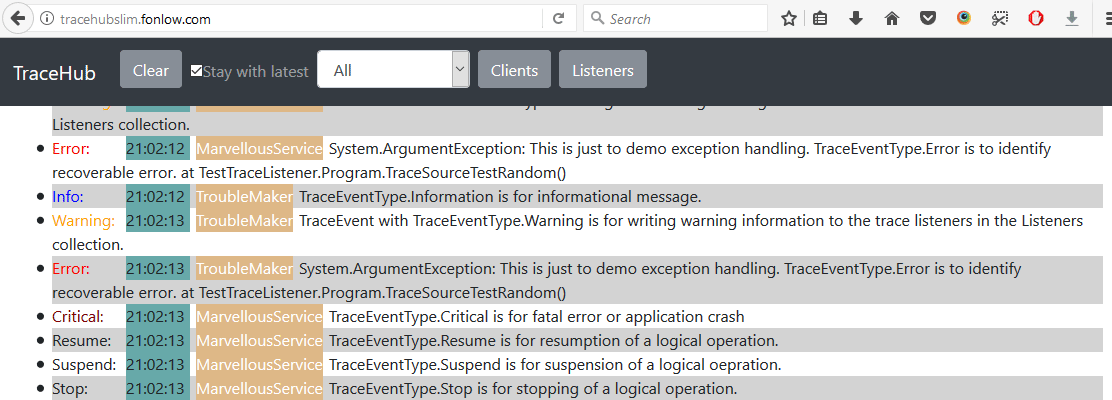 tracehubslim.fonlow.com
Search
TraceHub
Clear
Stay with latest
All
Clients
Listeners
Listeners collection.
Error: 21:02:12 MarvellousService System.ArgumentException: This is just to demo exception handling. TraceEventType.Error is to identify
recoverable error. at TestTraceListener.Program.TraceSourceTestRandom()
Info: 21:02:12 TroubleMaker TraceEventType.Information is for informational message.
Warning: 21:02:13 TroubleMaker TraceEvent with TraceEventType.Warning is for writing warning information to the trace listeners in the Listeners
collection.
Error: 21:02:13 TroubleMaker System.ArgumentException: This is just to demo exception handling. TraceEventType.Error is to identify
recoverable error. at TestTraceListener.Program.TraceSourceTestRandom()
Critical: 21:02:13 MarvellousService TraceEventType.Critical is for fatal error or application crash
Resume: 21:02:13 MarvellousService TraceEventType.Resume is for resumption of a logical operation.
Suspend: 21:02:13 MarvellousService TraceEventType.Suspend is for suspension of a logical oepration.
Stop: 21:02:13 MarvellousService TraceEventType.Stop is for stopping of a logical operation.